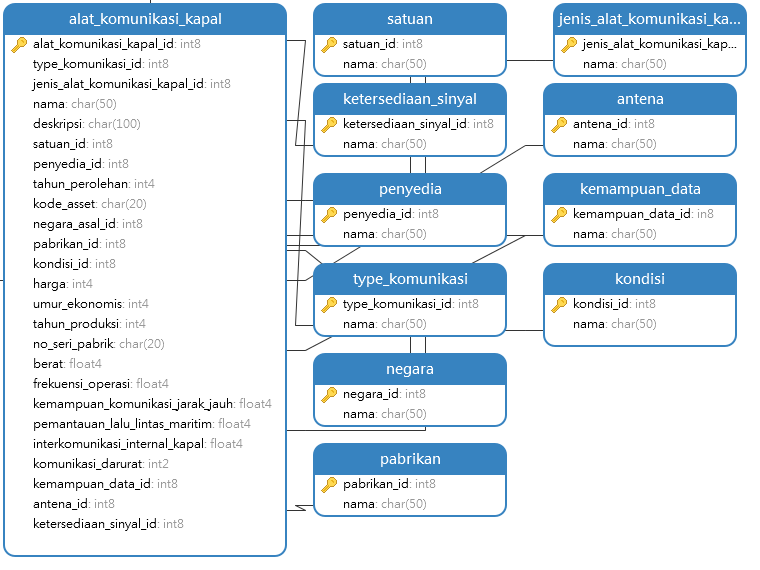 alat_komunikasi_kapal
alat_komunikasi_kapal_id: int8
type_komunikasi_id: int8
jenis_alat_komunikasi_kapal_id: int8
nama: char(50)
deskripsi: char(100)
satuan_id: int8
penyedia_id: int8
tahun_perolehan: int4
kode_asset: char(20)
negara_asal_id: int8
pabrikan_id: int8
kondisi_id: int8
harga: int4
umur_ekonomis: int4
tahun_produksi: int4
no_seri_pabrik: char(20)
berat: float4
frekuensi_operasi: float4
kemampuan_komunikasi_jarak_jauh: float4
pemantauan_lalu_lintas_maritim: float4
interkomunikasi_internal_kapal: float4
komunikasi_darurat: int2
kemampuan_data_id: int8
antena_id: int8
ketersediaan_sinyal_id: int8
satuan
satuan_id: int8
nama: char(50)
ketersediaan_sinyal
ketersediaan_sinyal_id: int8
nama: char(50)
penyedia
penyedia_id: int8
nama: char(50)
type_komunikasi
type_komunikasi_id: int8
nama: char(50)
negara
negara_id: int8
nama: char(50)
pabrikan
pabrikan_id: int8
nama: char(50)
jenis_alat_komunikasi_ka...
jenis_alat_komunikasi_kap...
nama: char(50)
antena
antena_id: int8
nama: char(50)
kemampuan_data
kemampuan_data_id: in8
nama: char(50)
kondisi
kondisi_id: int8
nama: char(50)